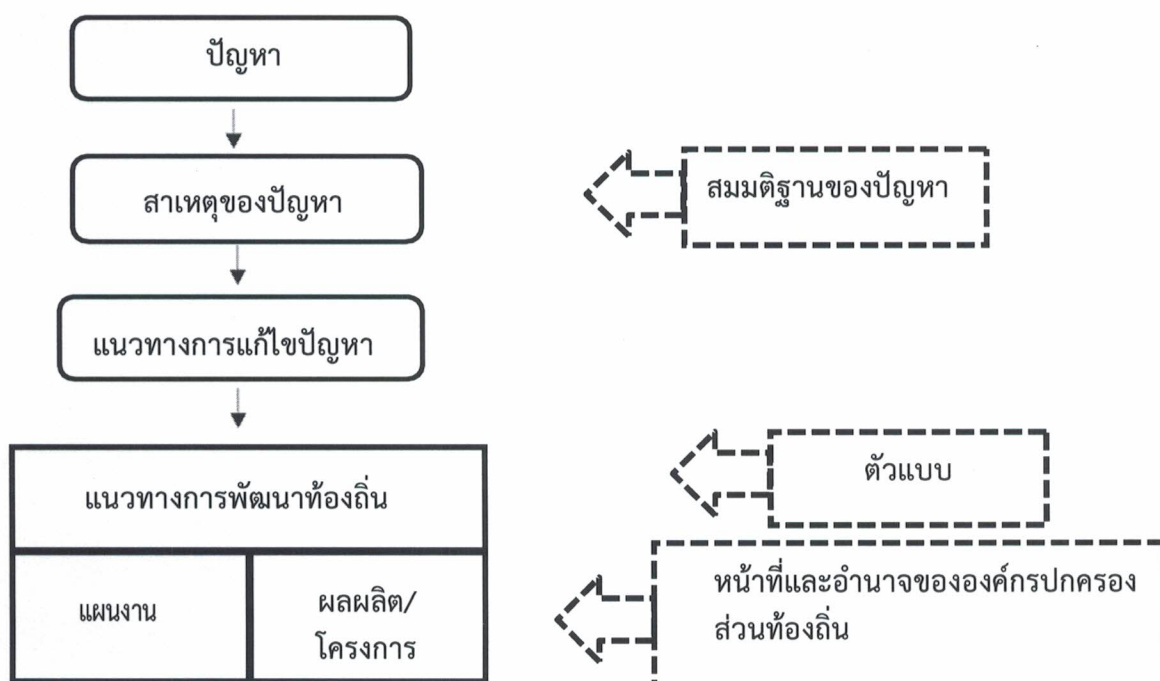 ปัญหา
สาเหตุของปัญหา
สมมติฐานของปัญหา
แนวทางการแก้ไขปัญหา
ตัวแบบ
แนวทางการพัฒนาท้องถิ่น
แผนงาน
ผลผลิต/
โครงการ
หน้าที่และอำนาจขององค์กรปกครอง
ส่วนท้องถิ่น